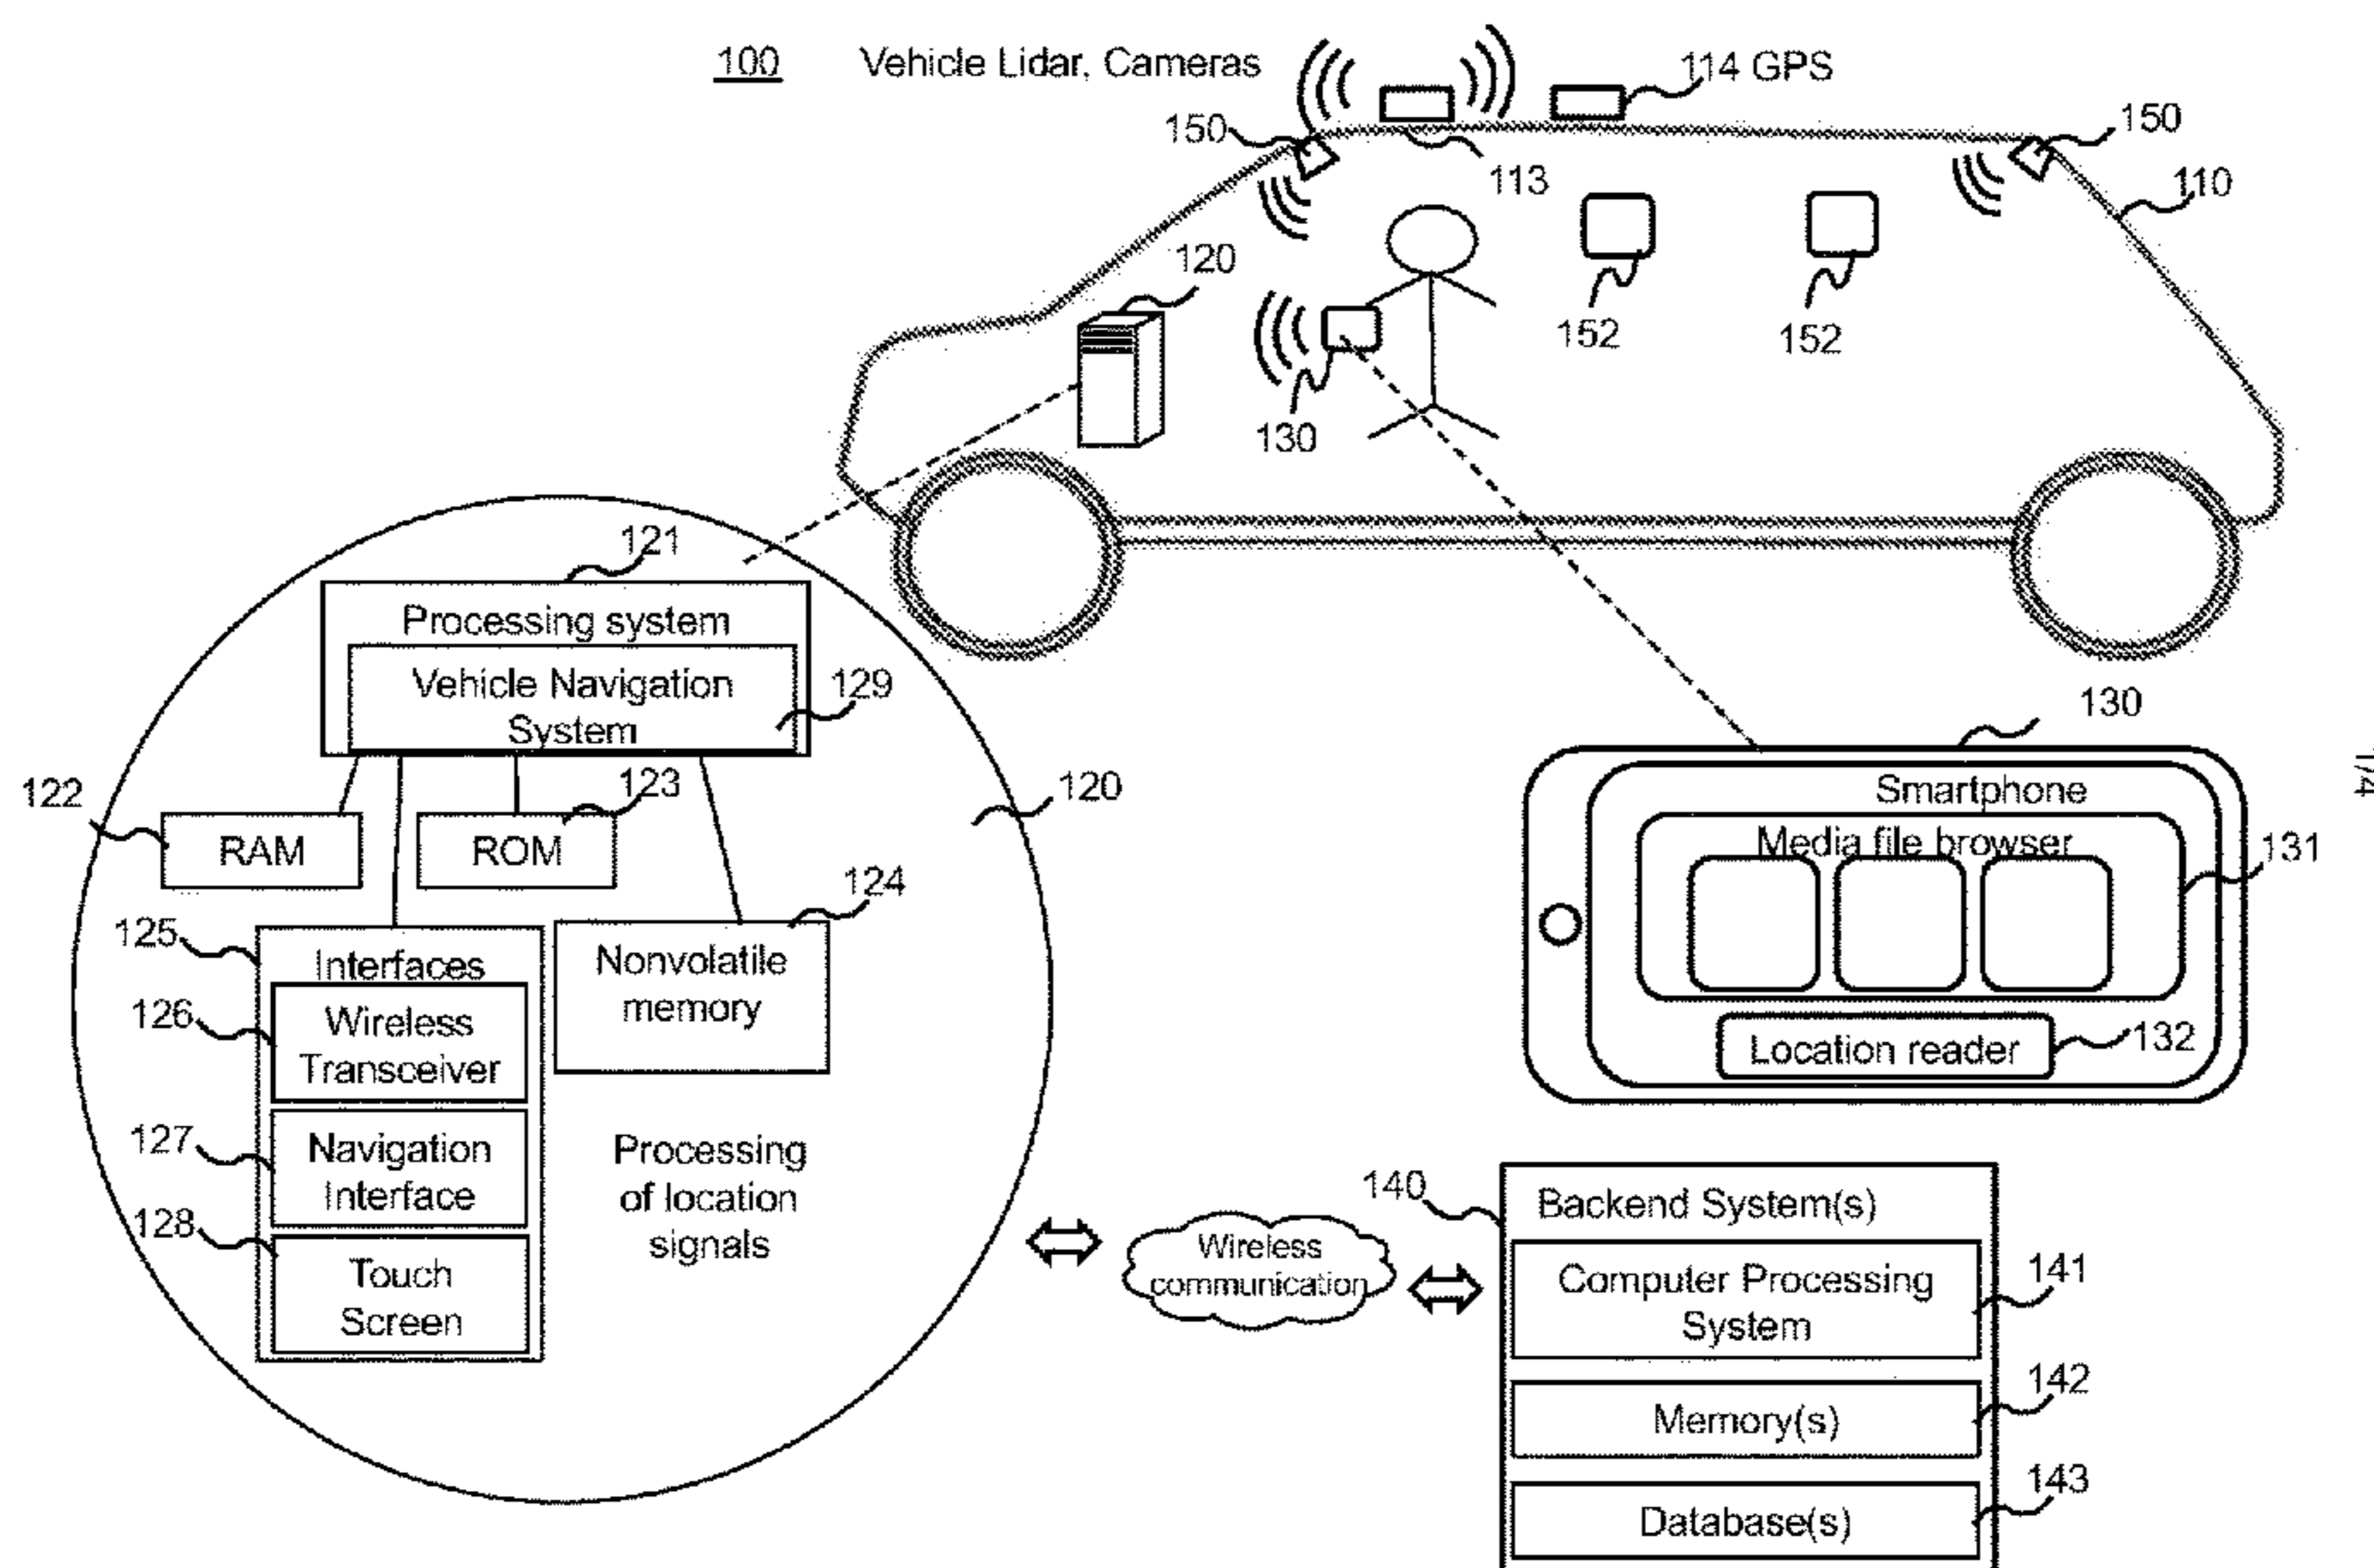 100 Vehicle Lidar, Cameras
114 GPS
150
150
113
110
120
152
152
130
121
Processing system
Vehicle Navigation
System
129
130
122
123
120
RAM
ROM
124
125
Interfaces
Nonvolatile
memory
126
Wireless
Transceiver
127
Navigation
Interface
128
Touch
Screen
Processing
of location
signals
Smartphone
Media file browser
131
Location reader
132
1/4
Wireless
communication
140
Backend System(s)
Computer Processing
System
141
Memory(s)
142
Database(s)
143